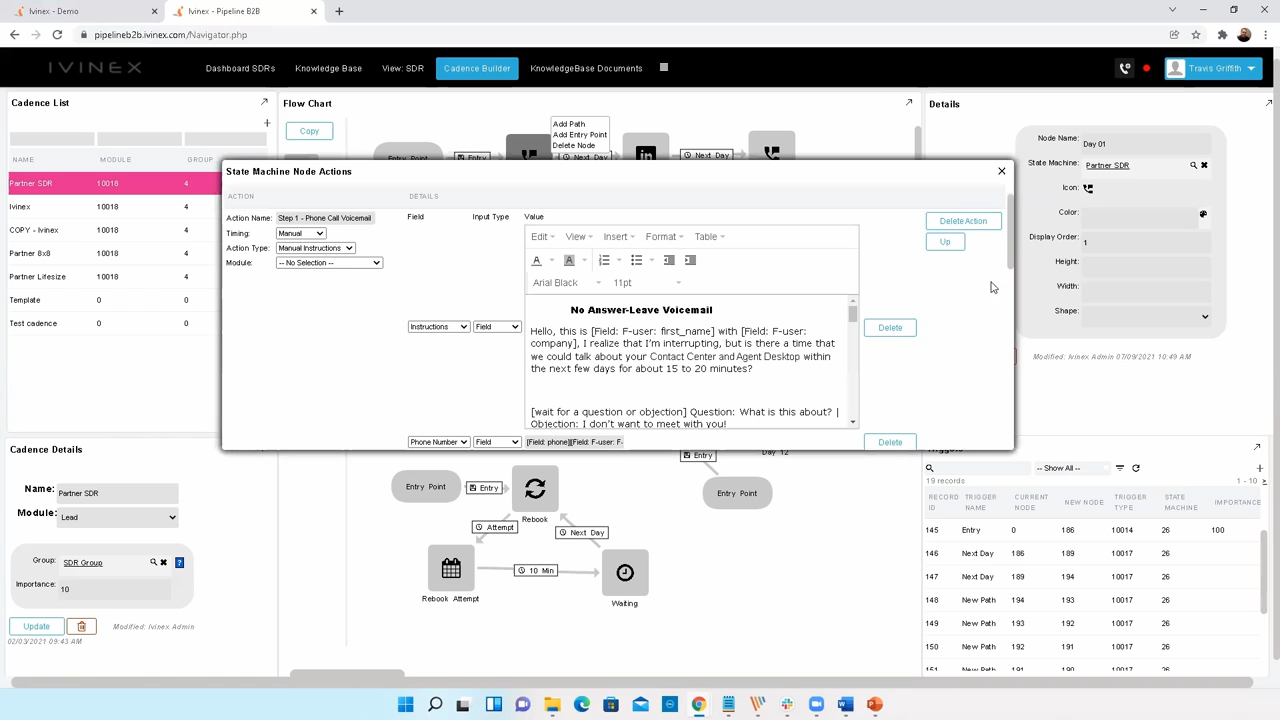 Ivinex - Demo
Ivinex - Pipeline B2B
pipelineb2b.ivinex.com/Navigator.php
IVINEX
Dashboard SDRs
Knowledge Base
View: SDR
Cadence Builder
KnowledgeBase Documents
Travis Griffith
Cadence List
NAME MODULE GROUP
Partner SDR 10018 4
Ivinex 10018 4
COPY - Ivinex 10018 4
Partner 8x8 10018 4
Partner Lifesize 10018 4
Template 0 0
Test cadence 0 0
Flow Chart
Copy
Add Path
Add Entry Point
Delete Node
Entry Point
Entry
Next Day
Next Day
Details
Node Name: Day 01
State Machine: Partner SDR
Icon:
Color:
Display Order: 1
Height:
Width:
Shape:
Modified: Ivinex Admin 07/09/2021 10:49 AM
State Machine Node Actions
ACTION DETAILS
Action Name: Step 1 - Phone Call Voicemail
Timing: Manual
Action Type: Manual Instructions
Module: -- No Selection --
Field Input Type Value
Delete Action
Up
Edit View Insert Format Table
Arial Black 11pt
Instructions Field
No Answer-Leave Voicemail
Hello, this is [Field: F-user: first_name] with [Field: F-user:
company], I realize that I'm interrupting, but is there a time that
we could talk about your Contact Center and Agent Desktop within
the next few days for about 15 to 20 minutes?
[wait for a question or objection] Question: What is this about? |
Objection: I don't want to meet with you!
Delete
Phone Number Field [Field: phone][Field: F-user: F-
Delete
Cadence Details
Name: Partner SDR
Module: Lead
Group: SDR Group
Importance: 10
Update
Modified: Ivinex Admin
02/03/2021 09:43 AM
Entry
Day 12
Entry Point
Entry Point
Entry
Rebook
Attempt
Next Day
Rebook Attempt
10 Min
Waiting
Triggers
-- Show All --
19 records
1 - 10
RECORD ID TRIGGER NAME CURRENT NODE NEW NODE TRIGGER TYPE STATE MACHINE IMPORTANCE
145 Entry 0 186 10014 26 100
146 Next Day 186 189 10017 26
147 Next Day 189 194 10017 26
148 New Path 194 193 10017 26
149 New Path 193 192 10017 26
150 New Path 192 191 10017 26
151 New Path 191 190 10017 26